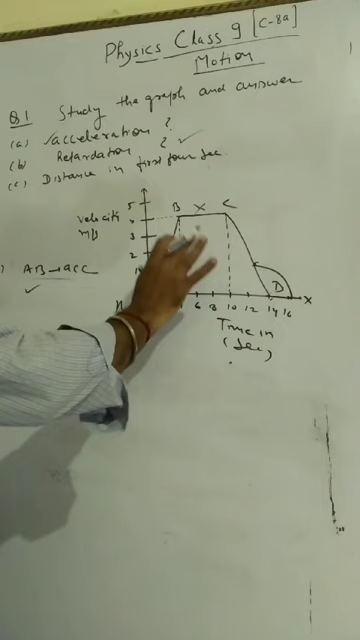 Physics Class 9 [C-8a]
Motion
Q.1 Study the graph and answer
(a) acceleration ?
(b) Retardation ? ✓
(c) Distance in first four Sec.
velocity
M/s
5
4
3
2
B X C
AB→acc
✓
D
6 8 10 12 14 16 X
Time in
(Sec)